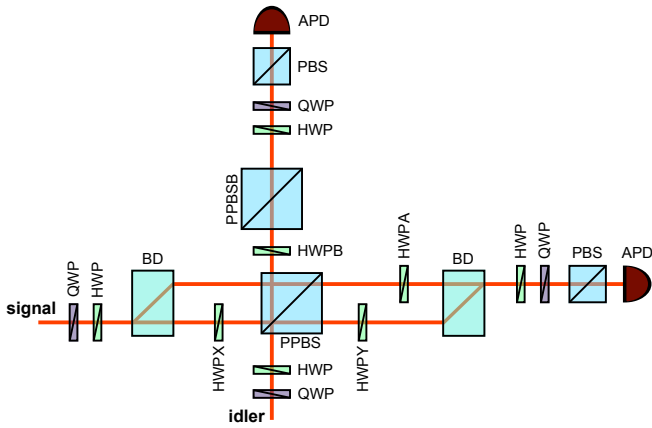 APD
PBS
QWP
HWP
PPBSB
HWPB
HWPA
HWP
QWP
PBS
APD
QWP
HWP
BD
BD
signal
PPBS
HWPX
HWPY
HWP
QWP
idler